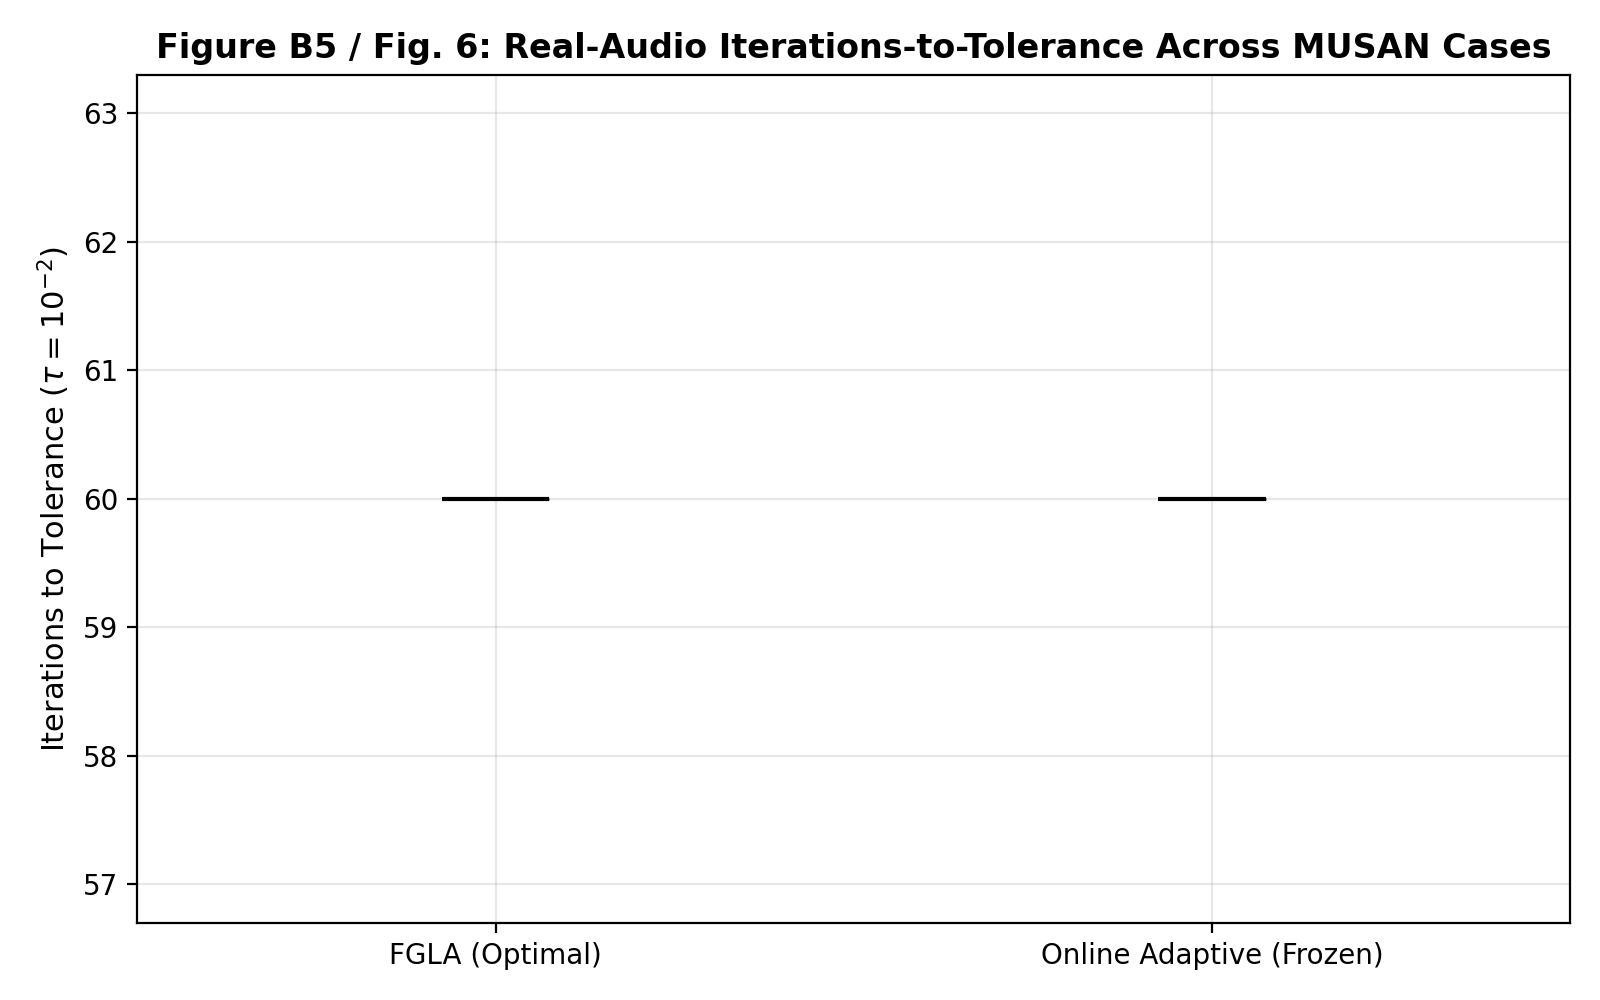 Figure B5 / Fig. 6: Real-Audio Iterations-to-Tolerance Across MUSAN Cases
Iterations to Tolerance (τ = 10⁻²)
63
62
61
60
59
58
57
FGLA (Optimal)
Online Adaptive (Frozen)